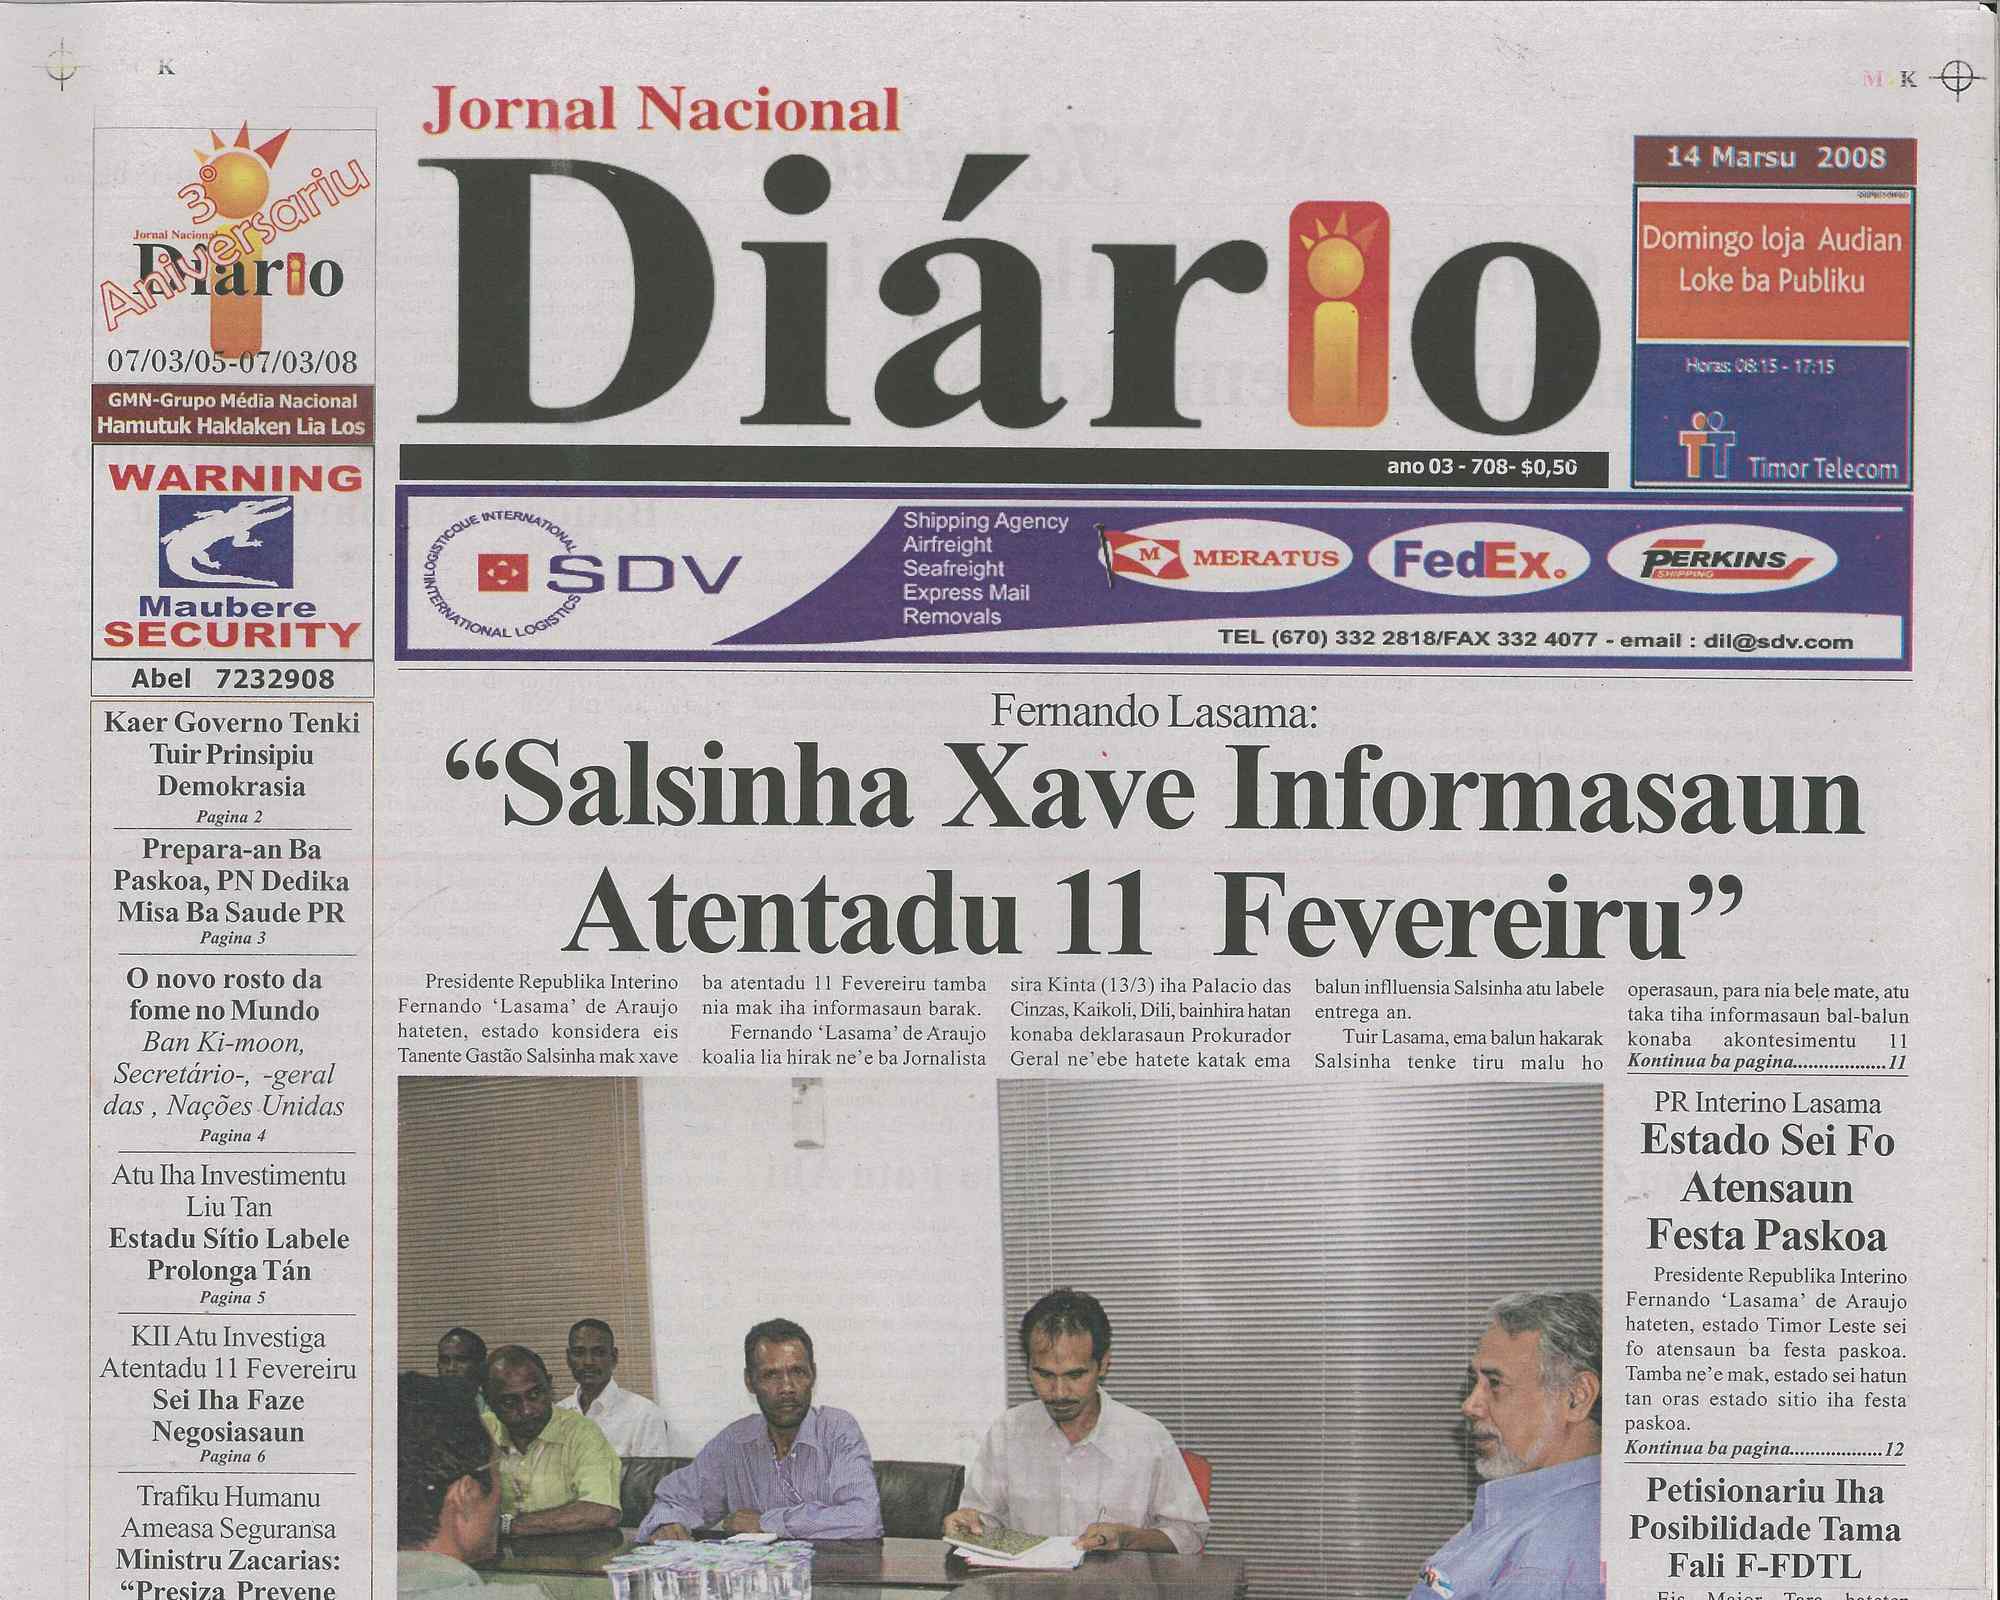 K
M K
Jornal Nacional
Diário
3º
Aniversariu
Jornal Nacional
Diário
07/03/05-07/03/08
GMN-Grupo Média Nacional
Hamutuk Haklaken Lia Los
WARNING
Maubere
SECURITY
Abel 7232908
14 Marsu 2008
Domingo loja Audian
Loke ba Publiku
Horas: 08:15 - 17:15
Timor Telecom
ano 03 - 708- $0,50
INTERNATIONAL LOGISTICS
SDV
Shipping Agency
Airfreight
Seafreight
Express Mail
Removals
M MERATUS
FedEx.
PERKINS
SHIPPING
TEL (670) 332 2818/FAX 332 4077 - email : dil@sdv.com
Kaer Governo Tenki
Tuir Prinsipiu
Demokrasia
Pagina 2
Prepara-an Ba
Paskoa, PN Dedika
Misa Ba Saude PR
Pagina 3
O novo rosto da
fome no Mundo
Ban Ki-moon,
Secretário-, -geral
das , Nações Unidas
Pagina 4
Atu Iha Investimentu
Liu Tan
Estadu Sítio Labele
Prolonga Tán
Pagina 5
KII Atu Investiga
Atentadu 11 Fevereiru
Sei Iha Faze
Negosiasaun
Pagina 6
Trafiku Humanu
Ameasa Seguransa
Ministru Zacarias:
“Presiza Prevene
Fernando Lasama:
“Salsinha Xave Informasaun
Atentadu 11 Fevereiru”
Presidente Republika Interino
Fernando ‘Lasama’ de Araujo
hateten, estado konsidera eis
Tanente Gastão Salsinha mak xave
ba atentadu 11 Fevereiru tamba
nia mak iha informasaun barak.
Fernando ‘Lasama’ de Araujo
koalia lia hirak ne’e ba Jornalista
sira Kinta (13/3) iha Palacio das
Cinzas, Kaikoli, Dili, bainhira hatan
konaba deklarasaun Prokurador
Geral ne’ebe hatete katak ema
balun inflluensia Salsinha atu labele
entrega an.
Tuir Lasama, ema balun hakarak
Salsinha tenke tiru malu ho
operasaun, para nia bele mate, atu
taka tiha informasaun bal-balun
konaba akontesimentu 11
Kontinua ba pagina..................11
PR Interino Lasama
Estado Sei Fo
Atensaun
Festa Paskoa
Presidente Republika Interino
Fernando ‘Lasama’ de Araujo
hateten, estado Timor Leste sei
fo atensaun ba festa paskoa.
Tamba ne’e mak, estado sei hatun
tan oras estado sitio iha festa
paskoa.
Kontinua ba pagina..................12
Petisionariu Iha
Posibilidade Tama
Fali F-FDTL
Eis Major Tara hateten